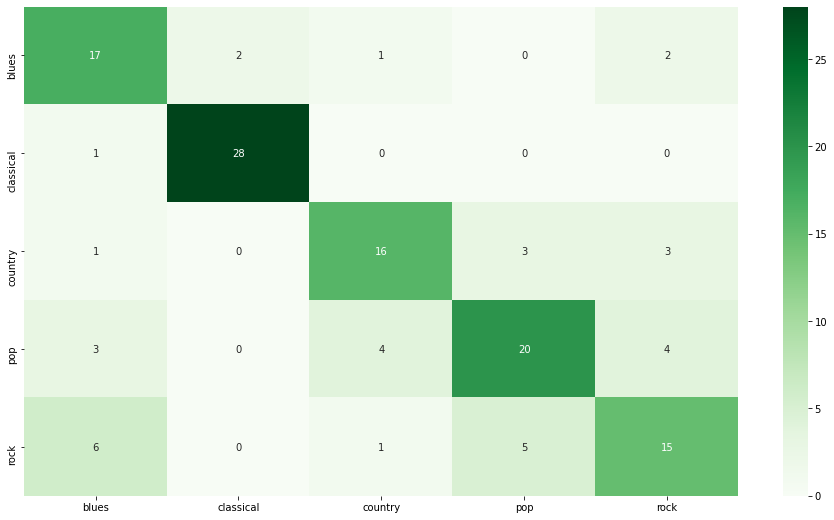 blues 17 2 1 0 2
classical 1 28 0 0 0
country 1 0 16 3 3
pop 3 0 4 20 4
rock 6 0 1 5 15
blues classical country pop rock
25
20
15
10
5
0